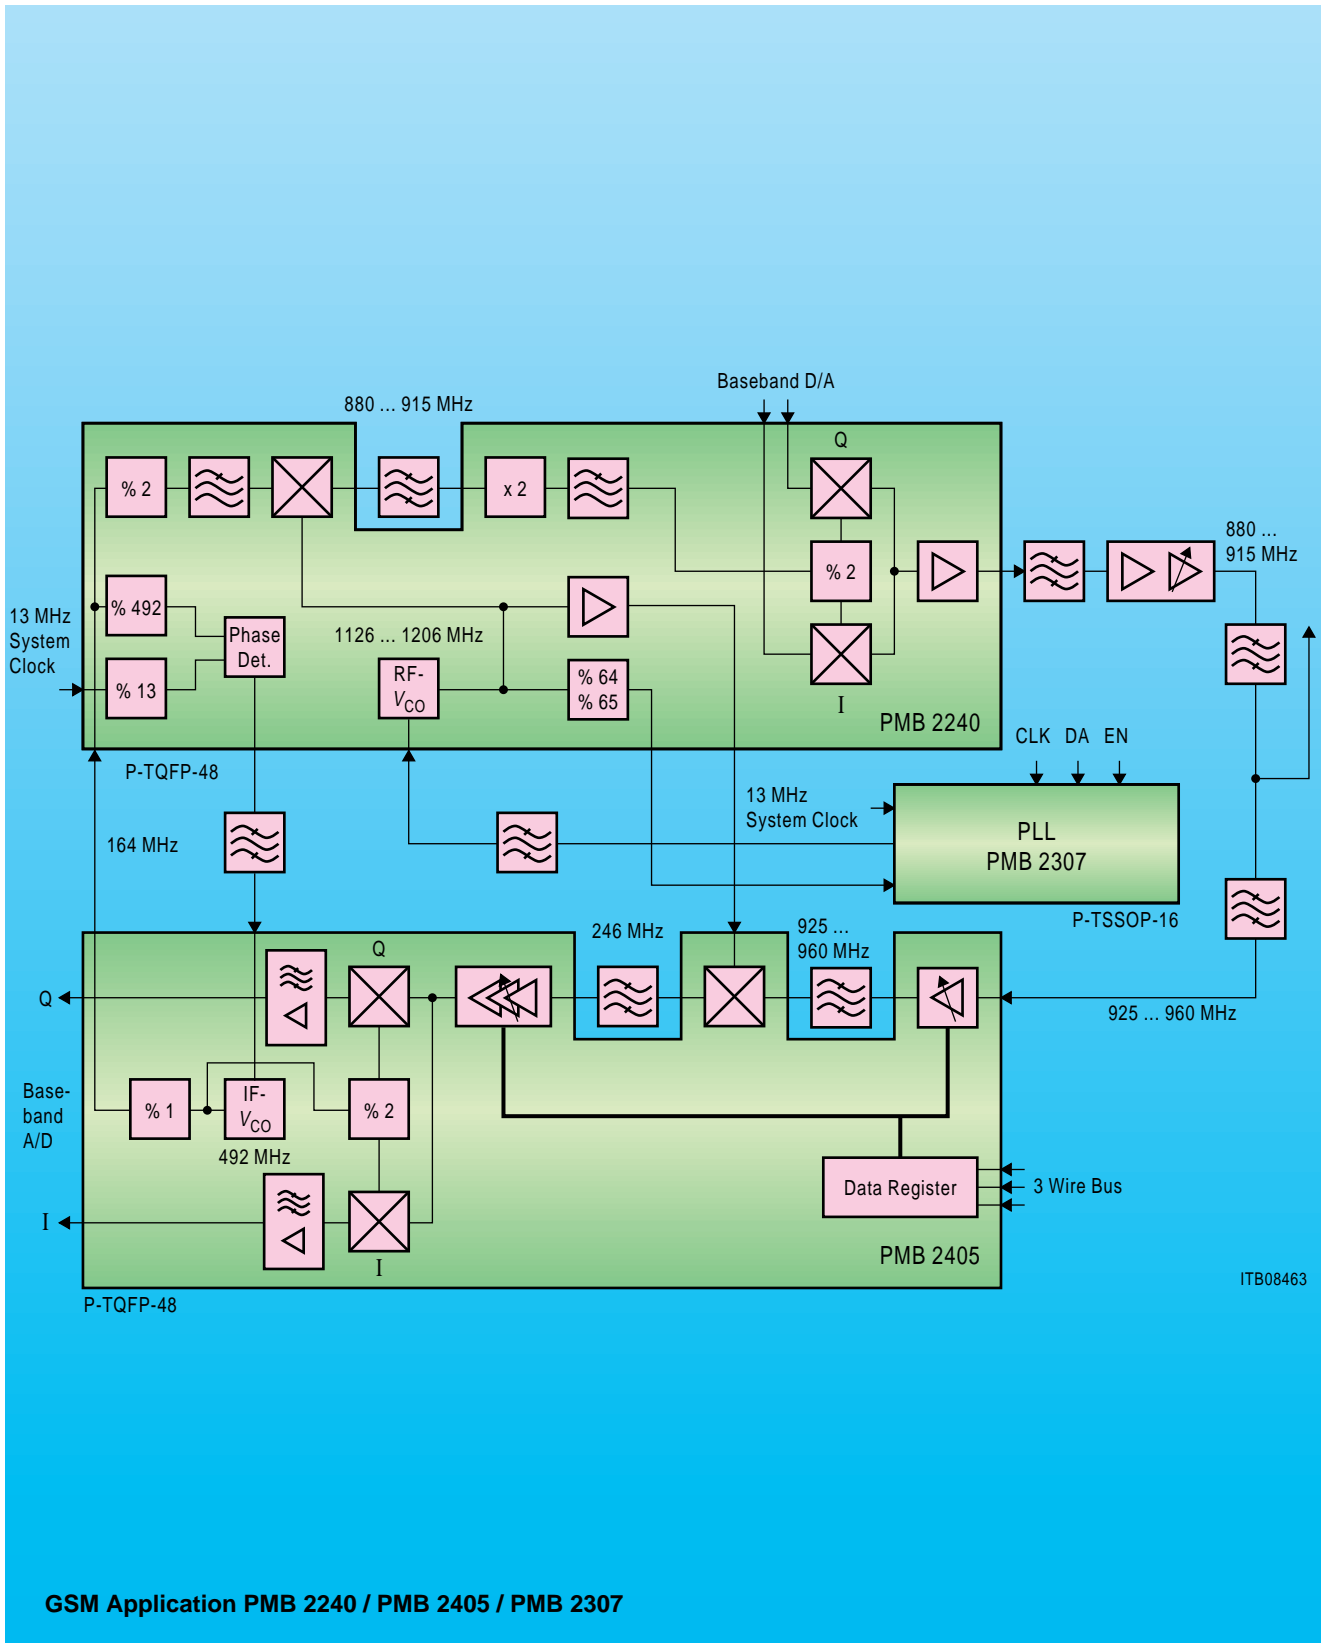 Baseband D/A
880 ... 915 MHz
Q
% 2
x 2
% 2
880 ...
915 MHz
% 492
13 MHz
System
Clock
Phase
Det.
1126 ... 1206 MHz
% 13
RF-
VCO
% 64
% 65
I
PMB 2240
P-TQFP-48
CLK DA EN
13 MHz
System Clock
PLL
PMB 2307
164 MHz
P-TSSOP-16
246 MHz
925 ...
960 MHz
Q
Q
925 ... 960 MHz
Base-
band
A/D
% 1
IF-
VCO
% 2
492 MHz
Data Register
3 Wire Bus
I
I
PMB 2405
ITB08463
P-TQFP-48
GSM Application PMB 2240 / PMB 2405 / PMB 2307